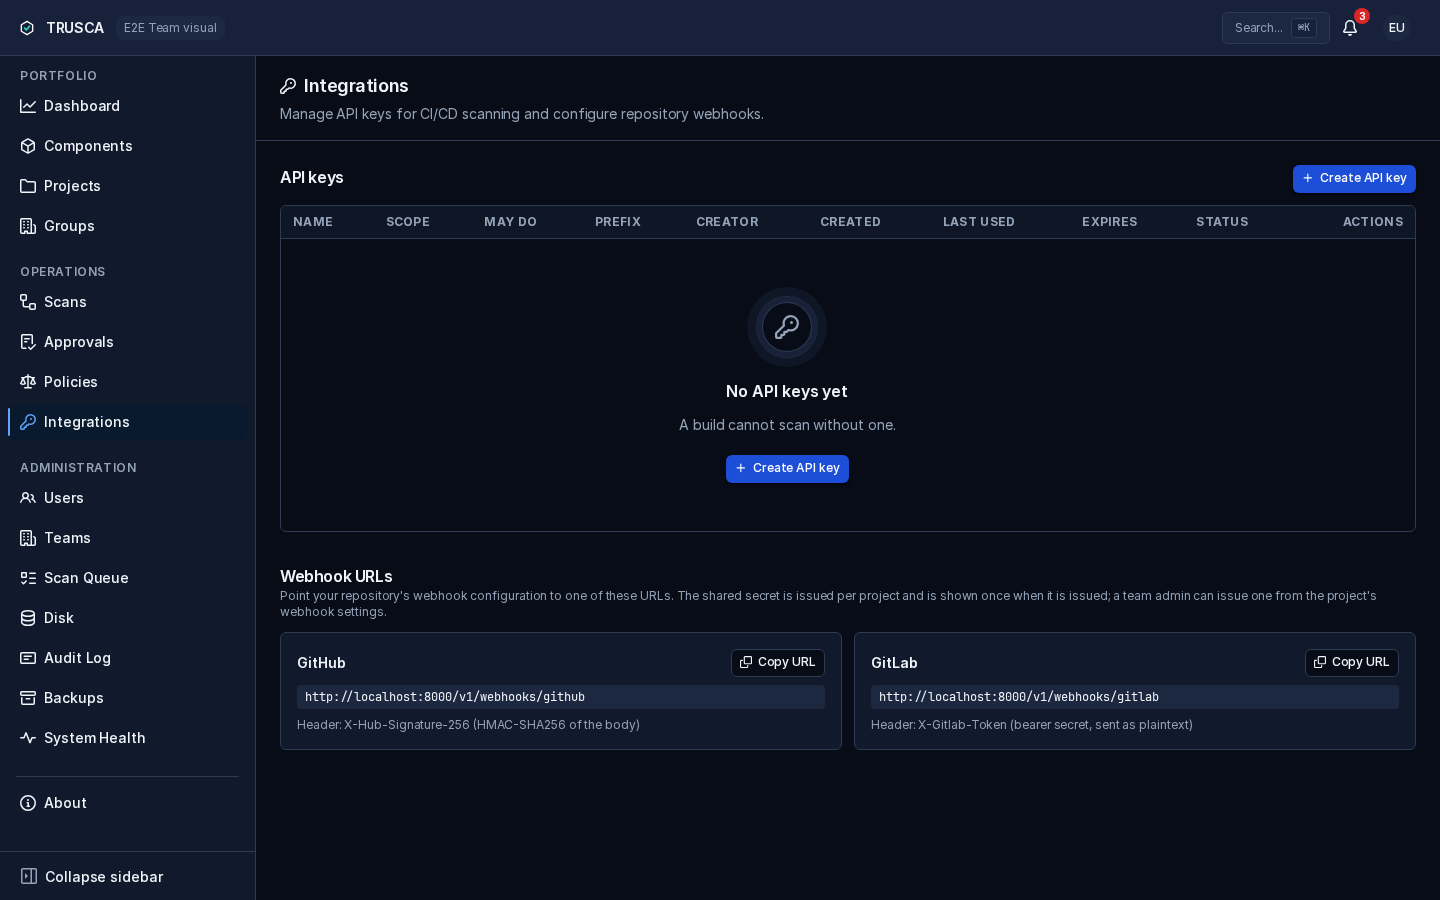 TRUSCA
E2E Team visual
Search...
⌘K
3
EU
PORTFOLIO
Dashboard
Components
Projects
Groups
OPERATIONS
Scans
Approvals
Policies
Integrations
ADMINISTRATION
Users
Teams
Scan Queue
Disk
Audit Log
Backups
System Health
About
Collapse sidebar
Integrations
Manage API keys for CI/CD scanning and configure repository webhooks.
API keys
Create API key
NAME SCOPE MAY DO PREFIX CREATOR CREATED LAST USED EXPIRES STATUS ACTIONS
No API keys yet
A build cannot scan without one.
Create API key
Webhook URLs
Point your repository's webhook configuration to one of these URLs. The shared secret is issued per project and is shown once when it is issued; a team admin can issue one from the project's
webhook settings.
GitHub
Copy URL
http://localhost:8000/v1/webhooks/github
Header: X-Hub-Signature-256 (HMAC-SHA256 of the body)
GitLab
Copy URL
http://localhost:8000/v1/webhooks/gitlab
Header: X-Gitlab-Token (bearer secret, sent as plaintext)